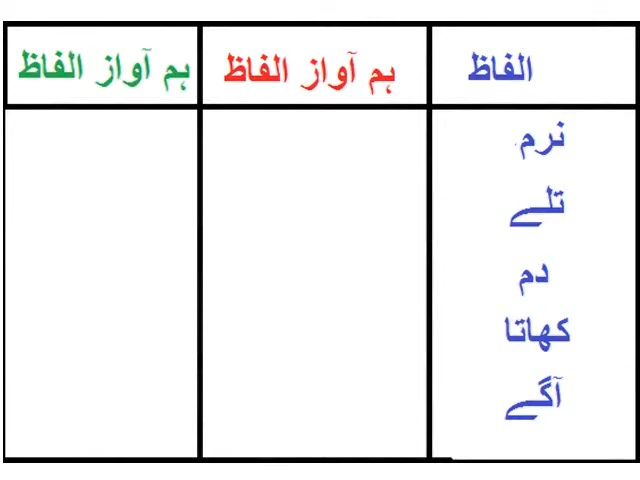 الفاظ ہم آواز الفاظ ہم آواز الفاظ
نرم
تلے
دم
کھاتا
آگے